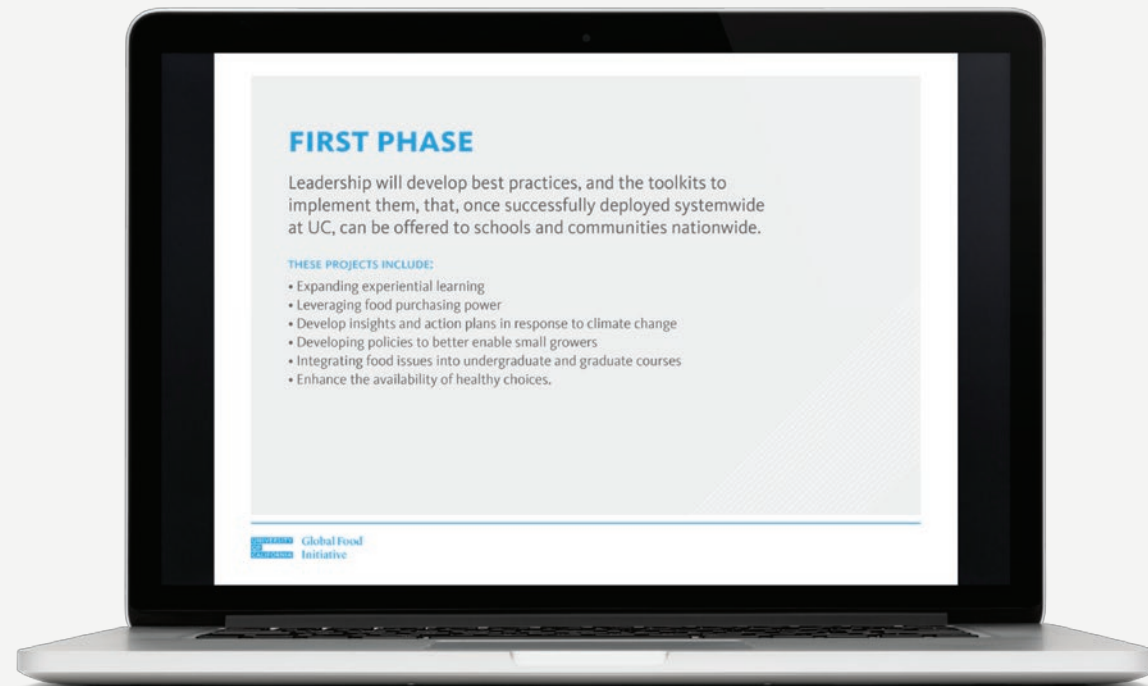 FIRST PHASE
Leadership will develop best practices, and the toolkits to
implement them, that, once successfully deployed systemwide
at UC, can be offered to schools and communities nationwide.
THESE PROJECTS INCLUDE:
• Expanding experiential learning
• Leveraging food purchasing power
• Develop insights and action plans in response to climate change
• Developing policies to better enable small growers
• Integrating food issues into undergraduate and graduate courses
• Enhance the availability of healthy choices.
UNIVERSITY
OF
CALIFORNIA
Global Food
Initiative